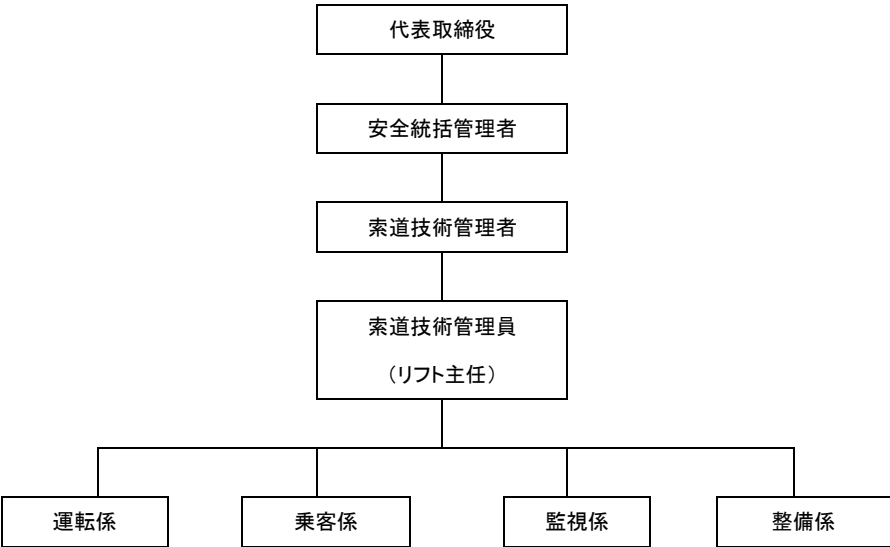 代表取締役
安全統括管理者
索道技術管理者
索道技術管理員
（リフト主任）
運転係
乗客係
監視係
整備係